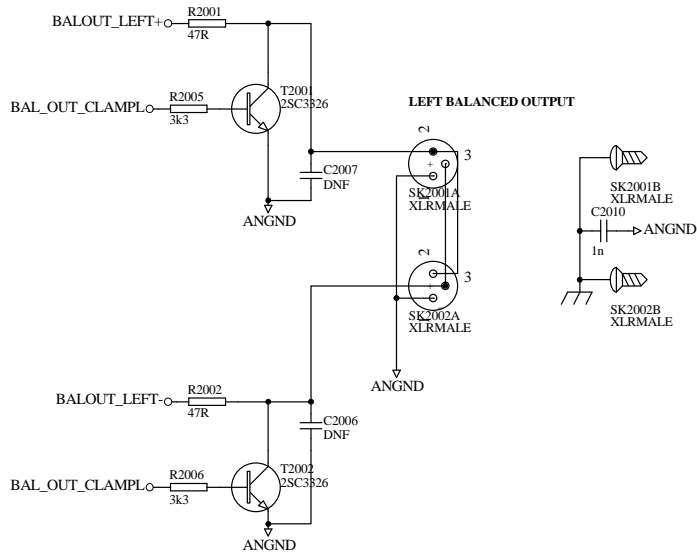 R2001
BALOUT_LEFT+
47R
T2001
2SC3326
R2005
BAL_OUT_CLAMPL
3k3
LEFT BALANCED OUTPUT
2
3
+
C2007
DNF
SK2001A
XLRMALE
1
ANGND
SK2001B
XLRMALE
C2010
ANGND
1n
2
3
+
SK2002A
XLRMALE
1
SK2002B
XLRMALE
ANGND
R2002
BALOUT_LEFT-
47R
C2006
DNF
T2002
2SC3326
R2006
BAL_OUT_CLAMPL
3k3
ANGND